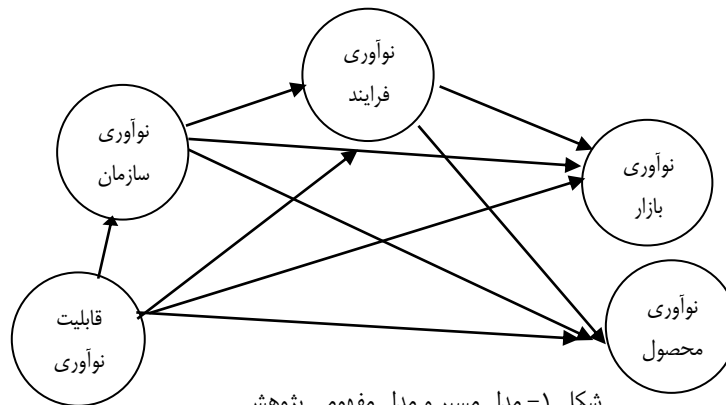 نوآوری
فرایند
نوآوری
سازمان
نوآوری
بازار
قابلیت
نوآوری
نوآوری
محصول
شکل ۱- مدل مسیر و مدل مفهومی پژوهش